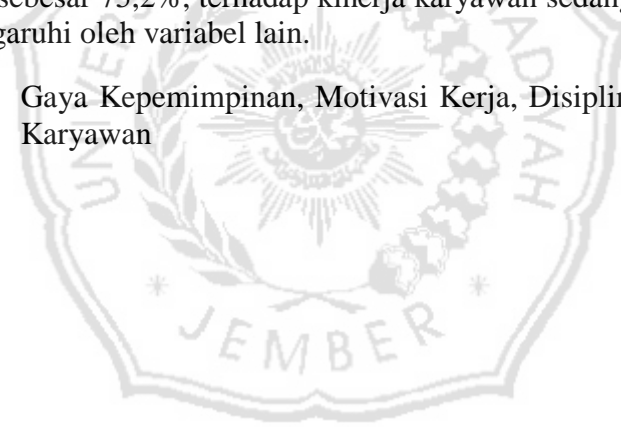 sebesar 75,2%, terhadap kinerja karyawan sedang
garuhi oleh variabel lain.
Gaya Kepemimpinan, Motivasi Kerja, Disiplin
Karyawan
JEMBER